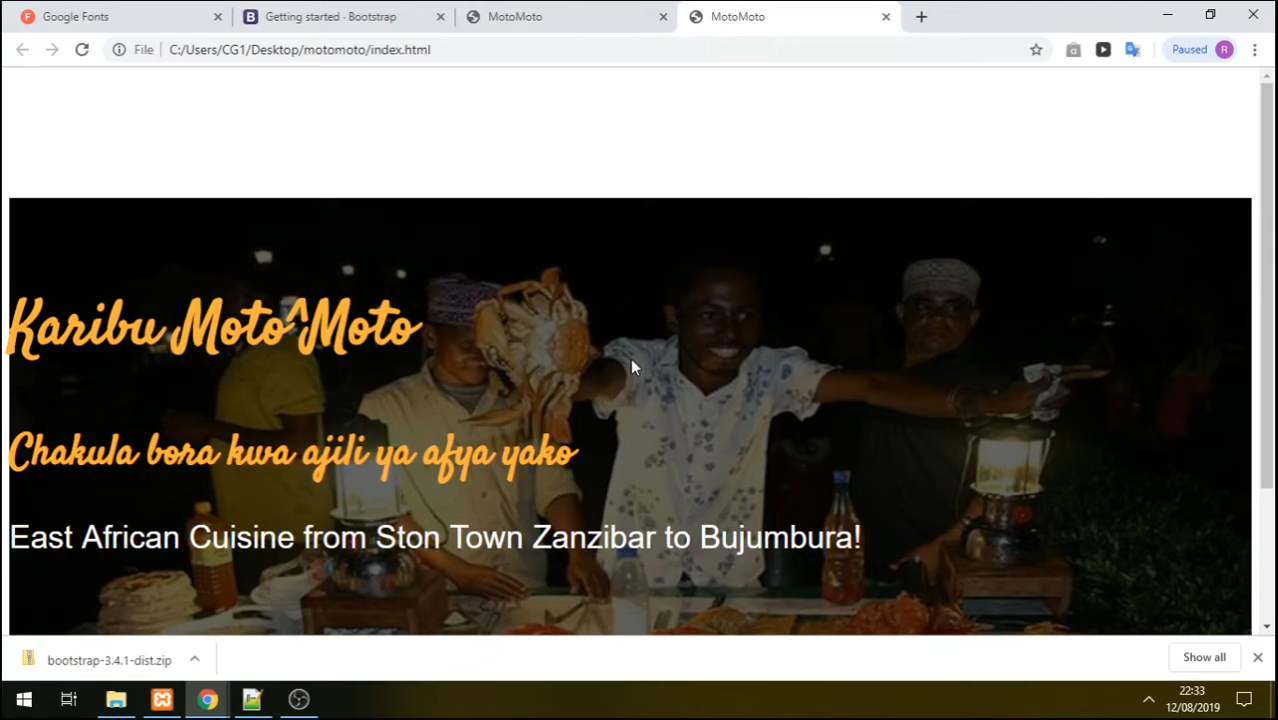 Google Fonts
Getting started - Bootstrap
MotoMoto
MotoMoto
File
C:/Users/CG1/Desktop/motomoto/index.html
Paused
R
Karibu Moto^Moto
Chakula bora kwa ajili ya afya yako
East African Cuisine from Ston Town Zanzibar to Bujumbura!
bootstrap-3.4.1-dist.zip
Show all
22:33
12/08/2019